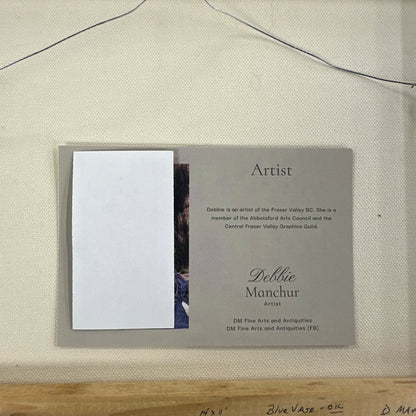 Artist
Debbie is an artist of the Fraser Valley BC. She is a
member of the Abbotsford Arts Council and the
Central Fraser Valley Graphics Guild.
Debbie
Manchur
Artist
DM Fine Arts and Antiquities
DM Fine Arts and Antiquities (FB)
BLUE VASE - OIL D MAN